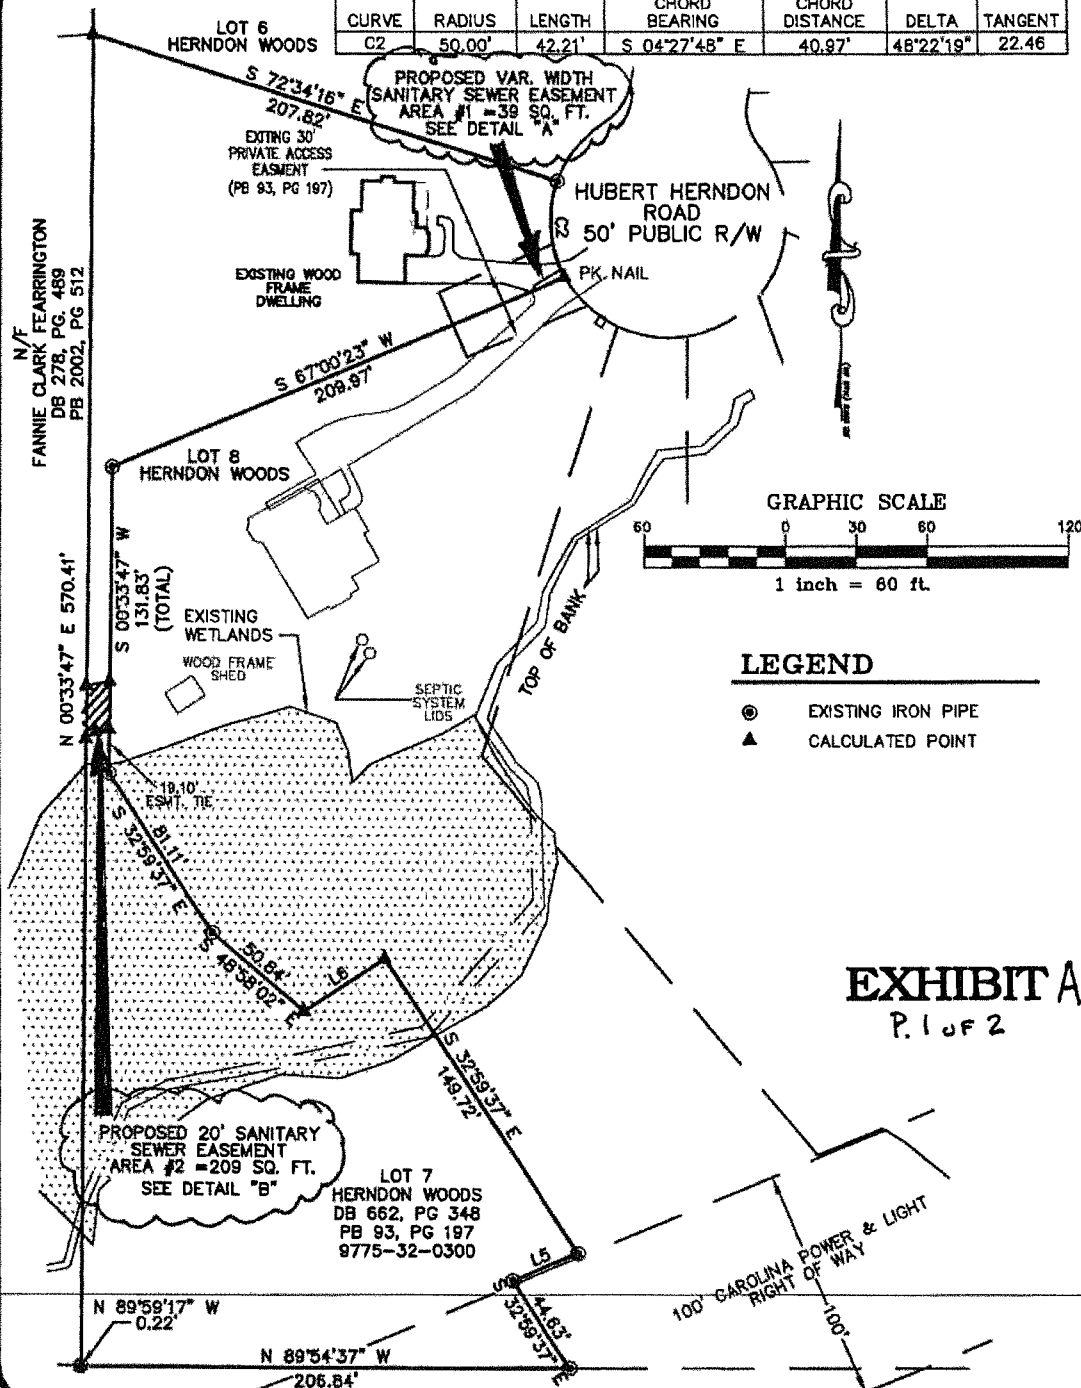 CURVE RADIUS LENGTH CHORD BEARING CHORD DISTANCE DELTA TANGENT
C2 50.00' 42.21' S 04°27'48" E 40.97' 48°22'19" 22.46
LOT 6
HERNDON WOODS
S 72°34'16" E
207.82'
PROPOSED VAR. WIDTH
SANITARY SEWER EASEMENT
AREA #1 =39 SQ. FT.
SEE DETAIL "A"
EXITING 30'
PRIVATE ACCESS
EASMENT
(PB 93, PG 197)
HUBERT HERNDON
ROAD
50' PUBLIC R/W
C2
PK NAIL
EXISTING WOOD
FRAME
DWELLING
N/F
FANNIE CLARK FEARRINGTON
DB 278, PG. 489
PB 2002, PG 512
S 67°00'23" W
209.97'
LOT 8
HERNDON WOODS
GRAPHIC SCALE
60 0 30 60 120
1 inch = 60 ft.
N 00°33'47" E 570.41'
S 00°33'47" W
131.83'
(TOTAL)
EXISTING
WETLANDS
WOOD FRAME
SHED
SEPTIC
SYSTEM
LIDS
TOP OF BANK
LEGEND
EXISTING IRON PIPE
CALCULATED POINT
19.10'
ESMT. TIE
81.11'
S 32°59'37" E
50.84'
S 48°58'02" E
L6
S 32°59'37" E
149.72'
EXHIBIT A
P. 1 OF 2
PROPOSED 20' SANITARY
SEWER EASEMENT
AREA #2 =209 SQ. FT.
SEE DETAIL "B"
LOT 7
HERNDON WOODS
DB 662, PG 348
PB 93, PG 197
9775-32-0300
L5
100' CAROLINA POWER & LIGHT
RIGHT OF WAY
100'
44.63'
S 32°59'37" E
N 89°59'17" W
0.22'
N 89°54'37" W
206.84'